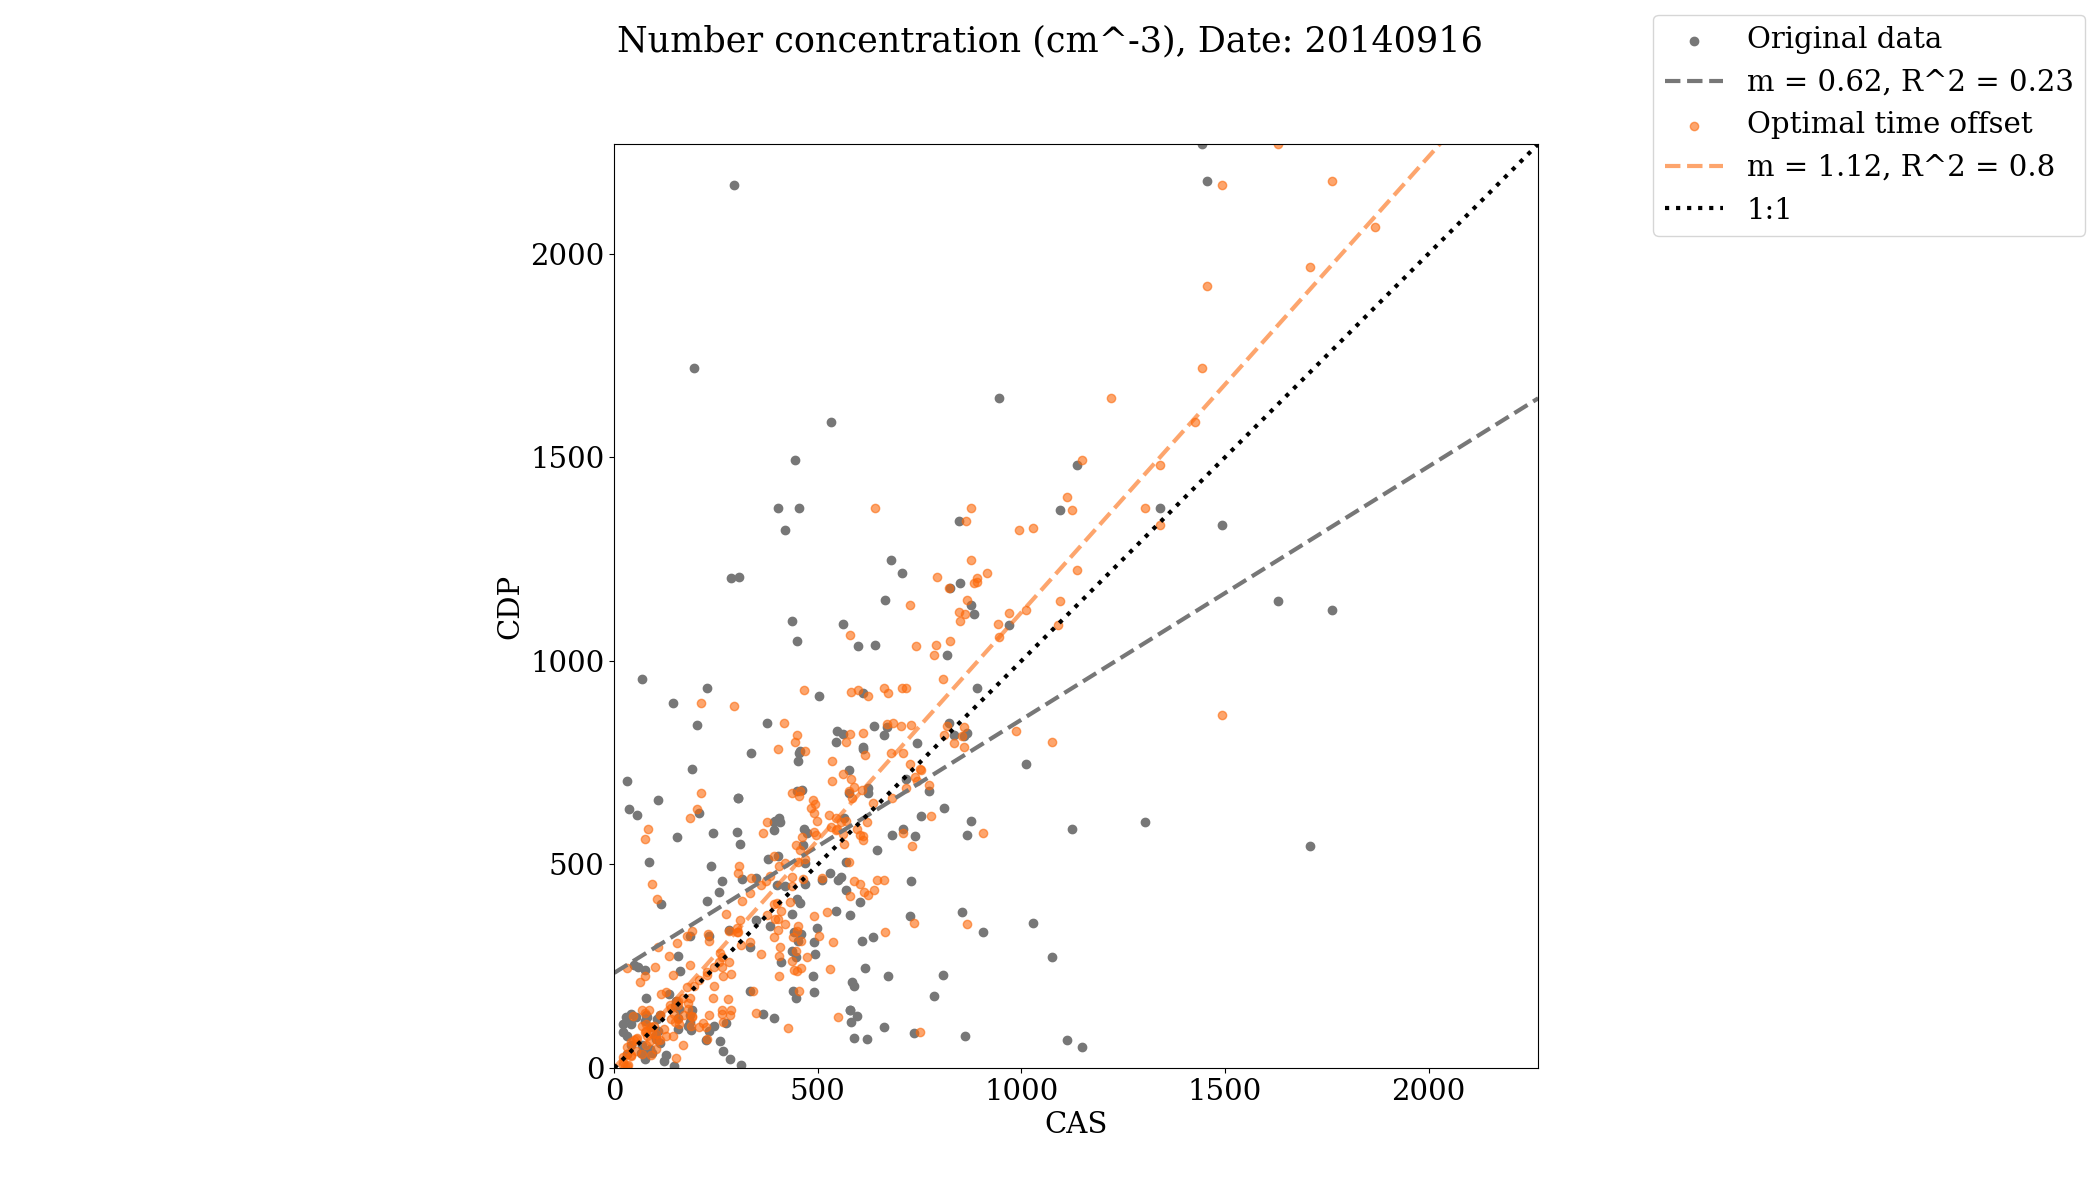 Number concentration (cm^-3), Date: 20140916
Original data
m = 0.62, R^2 = 0.23
Optimal time offset
m = 1.12, R^2 = 0.8
1:1
2000
1500
1000
500
0
CDP
0 500 1000 1500 2000
CAS